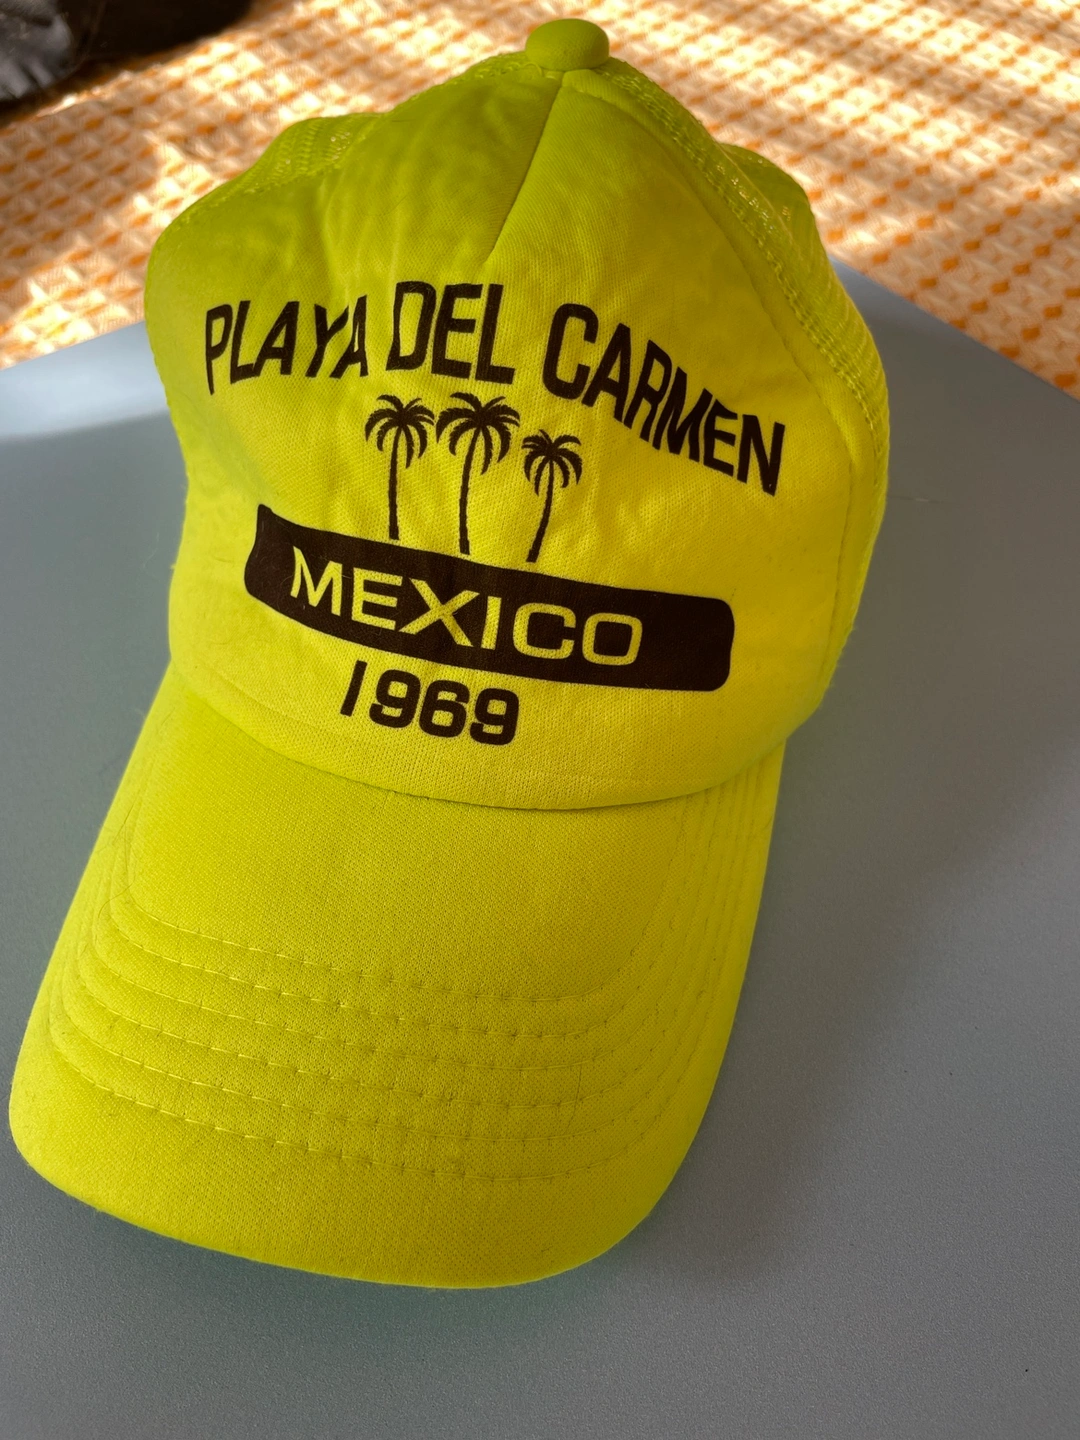 PLAYA DEL CARMEN
MEXICO
1969